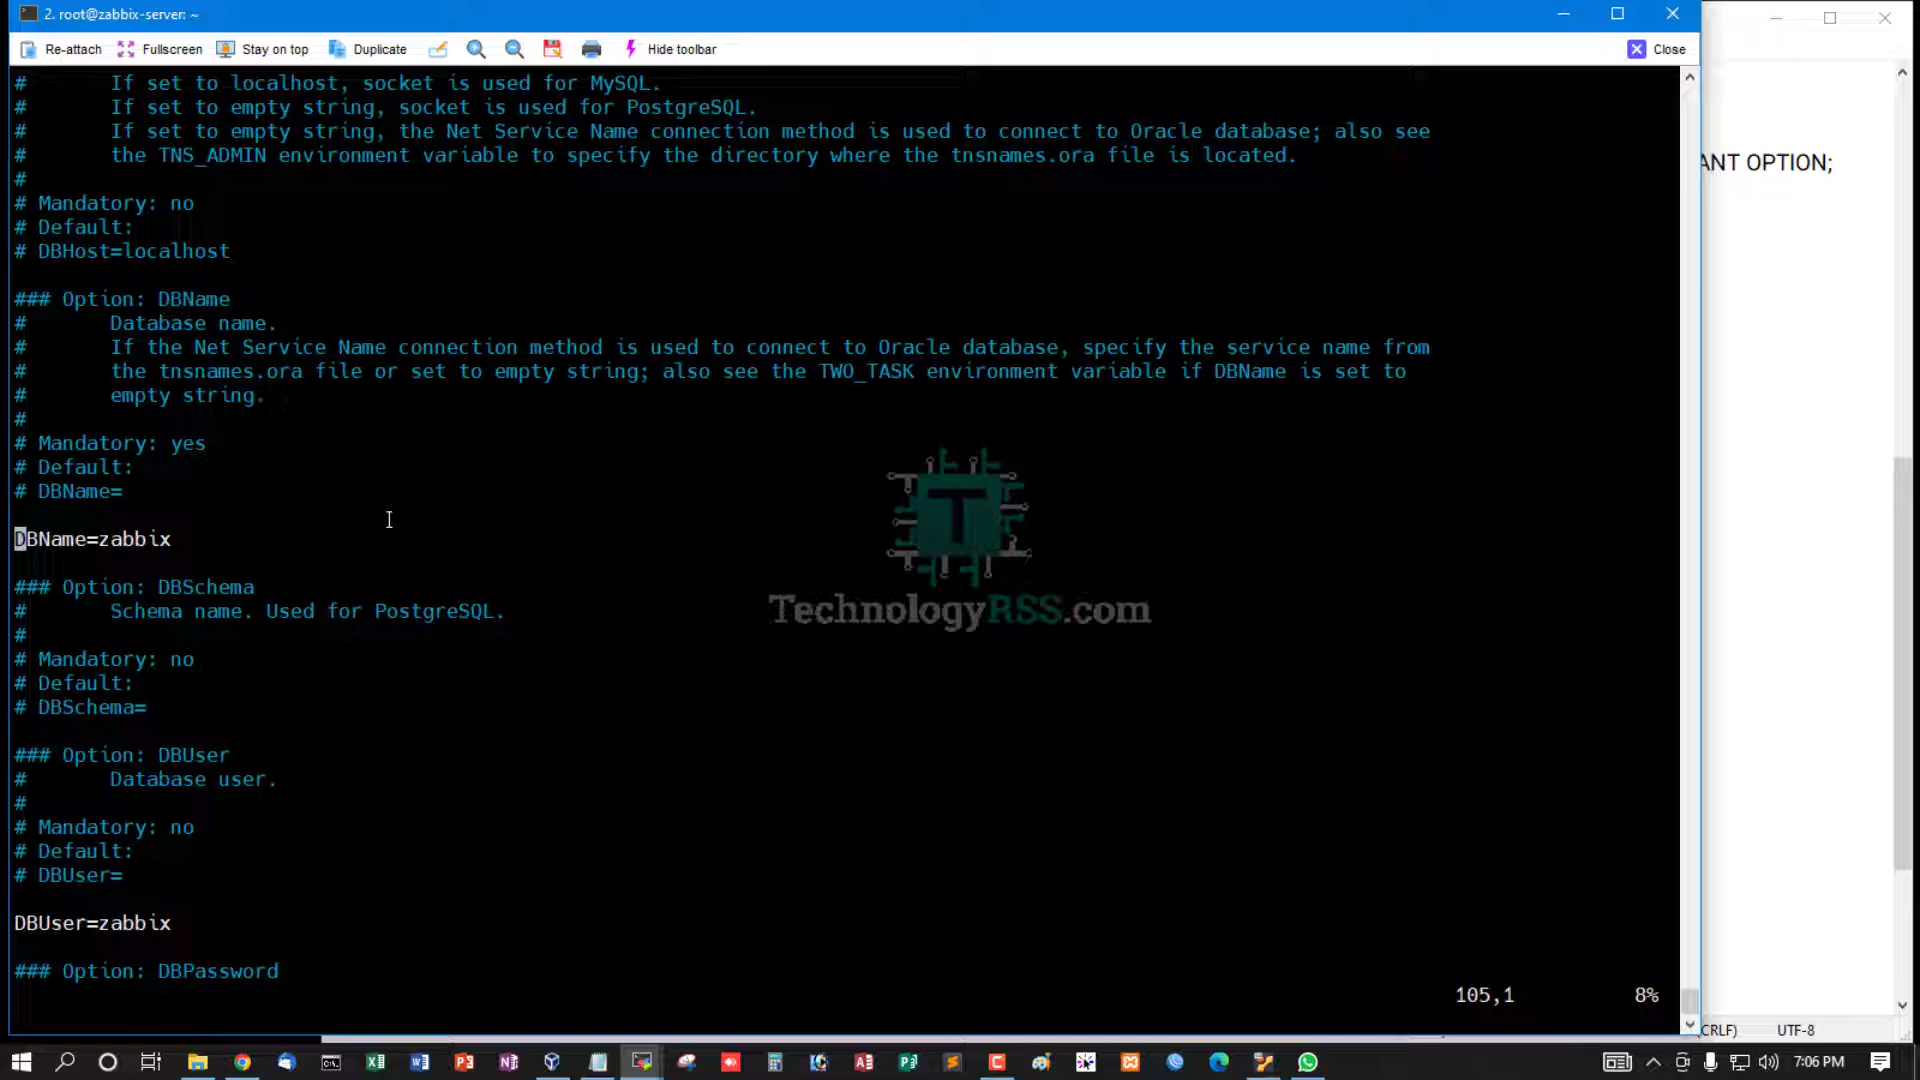 2. root@zabbix-server: ~
Re-attach Fullscreen Stay on top Duplicate Hide toolbar Close
# If set to localhost, socket is used for MySQL.
# If set to empty string, socket is used for PostgreSQL.
# If set to empty string, the Net Service Name connection method is used to connect to Oracle database; also see
# the TNS_ADMIN environment variable to specify the directory where the tnsnames.ora file is located.
#
# Mandatory: no
# Default:
# DBHost=localhost
### Option: DBName
# Database name.
# If the Net Service Name connection method is used to connect to Oracle database, specify the service name from
# the tnsnames.ora file or set to empty string; also see the TWO_TASK environment variable if DBName is set to
# empty string.
#
# Mandatory: yes
# Default:
# DBName=
DBName=zabbix
### Option: DBSchema
# Schema name. Used for PostgreSQL.
#
# Mandatory: no
# Default:
# DBSchema=
### Option: DBUser
# Database user.
#
# Mandatory: no
# Default:
# DBUser=
DBUser=zabbix
### Option: DBPassword
105,1 8%
ANT OPTION;
TechnologyRSS.com
CRLF) UTF-8
7:06 PM